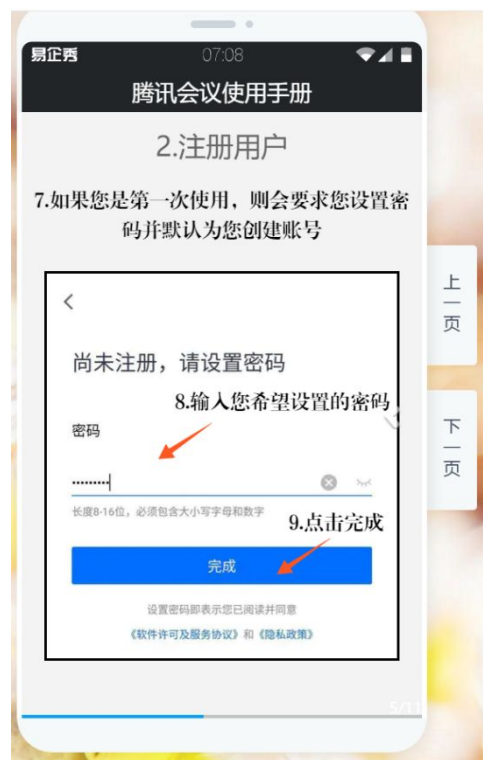 易企秀
07:08
腾讯会议使用手册
2.注册用户
7.如果您是第一次使用，则会要求您设置密
码并默认为您创建账号
尚未注册，请设置密码
8.输入您希望设置的密码
密码
长度8-16位，必须包含大小写字母和数字
9.点击完成
完成
设置密码即表示您已阅读并同意
《软件许可及服务协议》和《隐私政策》
5/11
上一页
下一页